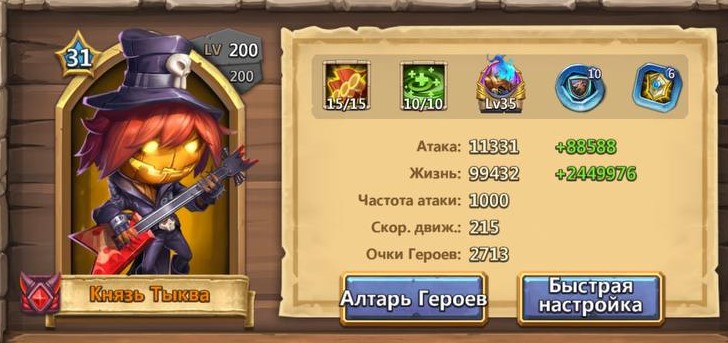 31
LV 200
200
Князь Тыква
15/15
10/10
Lv35
10
6
Атака: 11331 +88588
Жизнь: 99432 +2449976
Частота атаки: 1000
Скор. движ.: 215
Очки Героев: 2713
Алтарь Героев
Быстрая
настройка